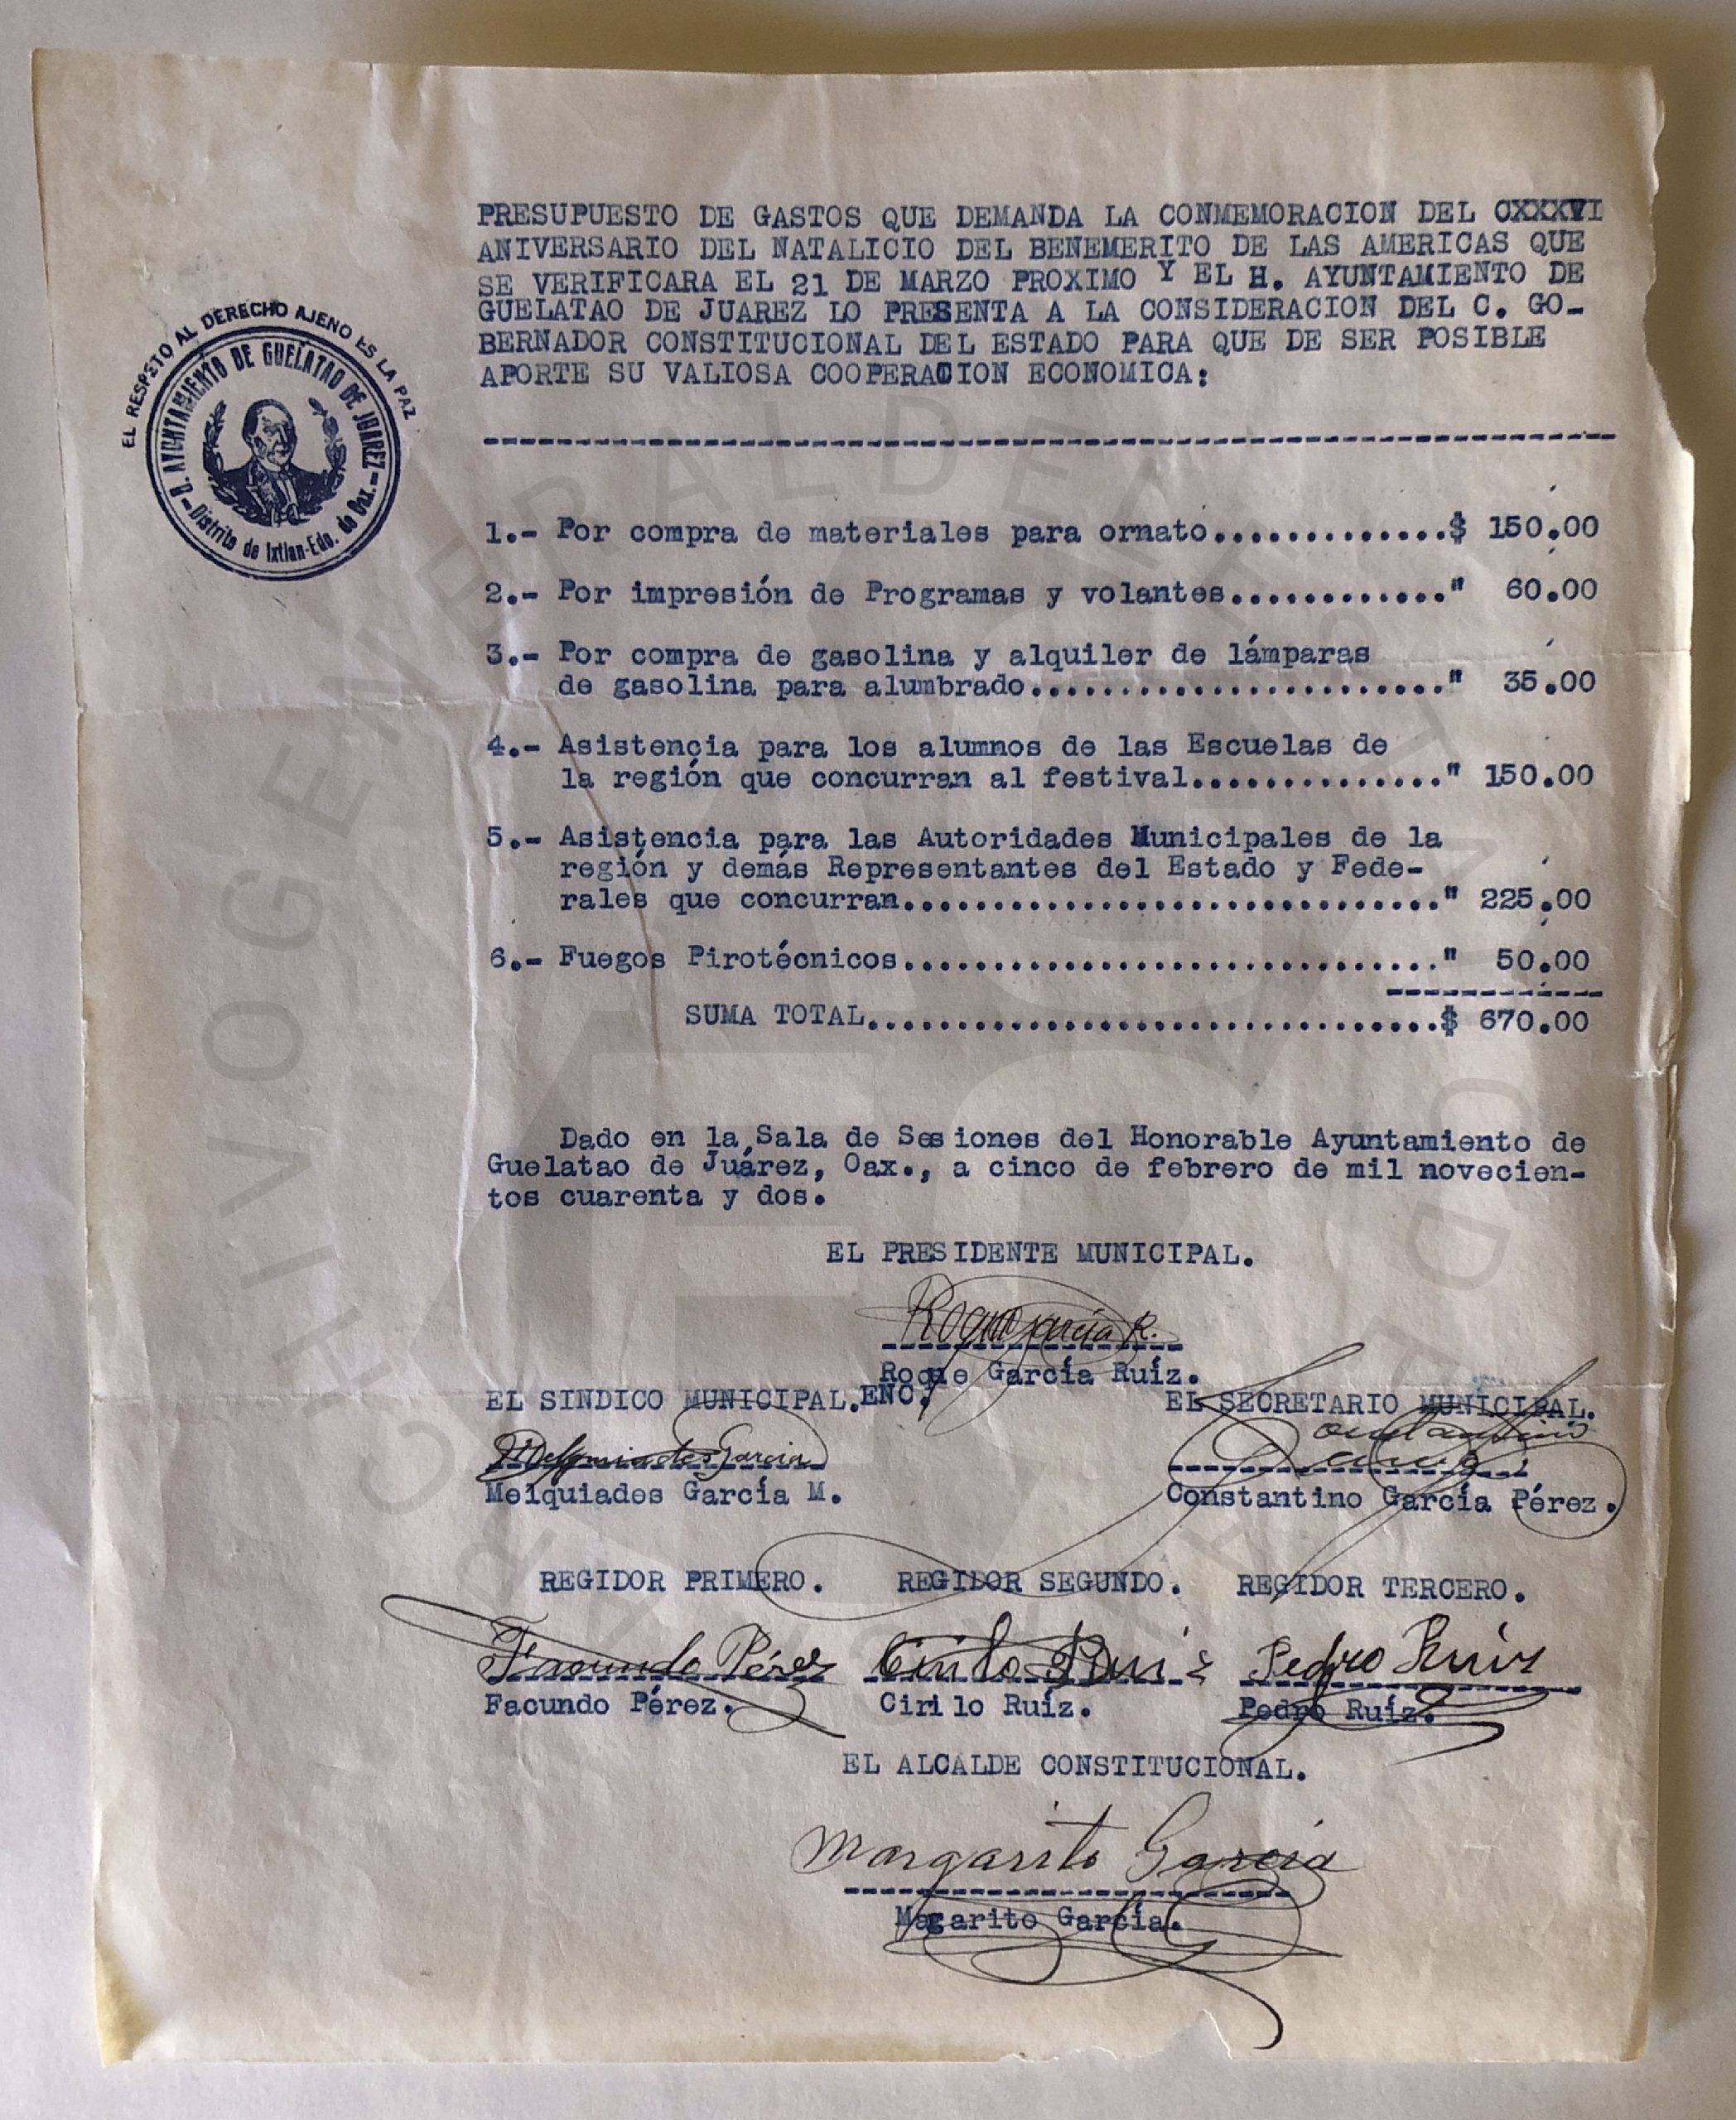 PRESUPUESTO DE GASTOS QUE DEMANDA LA CONMEMORACION DEL CXXXVI
ANIVERSARIO DEL NATALICIO DEL BENEMERITO DE LAS AMERICAS QUE
SE VERIFICARA EL 21 DE MARZO PROXIMO Y EL H. AYUNTAMIENTO DE
GUELATAO DE JUAREZ LO PRESENTA A LA CONSIDERACION DEL C. GO-
BERNADOR CONSTITUCIONAL DEL ESTADO PARA QUE DE SER POSIBLE
APORTE SU VALIOSA COOPERACION ECONOMICA:
EL RESPETO AL DERECHO AJENO ES LA PAZ
H. AYUNTAMIENTO DE GUELATAO DE JUAREZ
-Distrito de Ixtlan-Edo. de Oax.-
1.- Por compra de materiales para ornato..............$ 150.00
2.- Por impresión de Programas y volantes............." 60.00
3.- Por compra de gasolina y alquiler de lámparas
de gasolina para alumbrado........................." 35.00
4.- Asistencia para los alumnos de las Escuelas de
la región que concurran al festival..............." 150.00
5.- Asistencia para las Autoridades Municipales de la
región y demás Representantes del Estado y Fede-
rales que concurran................................" 225.00
6.- Fuegos Pirotécnicos................................" 50.00
SUMA TOTAL..................................$ 670.00
Dado en la Sala de Sesiones del Honorable Ayuntamiento de
Guelatao de Juárez, Oax., a cinco de febrero de mil novecien-
tos cuarenta y dos.
EL PRESIDENTE MUNICIPAL.
Roque García R.
Roque García Ruíz.
EL SINDICO MUNICIPAL.ENC. EL SECRETARIO MUNICIPAL.
Melquiades Garcia Constantino
Melquiades García M. Constantino García Pérez.
REGIDOR PRIMERO. REGIDOR SEGUNDO. REGIDOR TERCERO.
Facundo Pérez Cirilo Ruiz Pedro Ruíz
Facundo Pérez. Cirilo Ruíz. Pedro Ruíz.
EL ALCALDE CONSTITUCIONAL.
Margarito García
Magarito García.
ARCHIVO GENERAL DEL ESTADO DE OAXACA